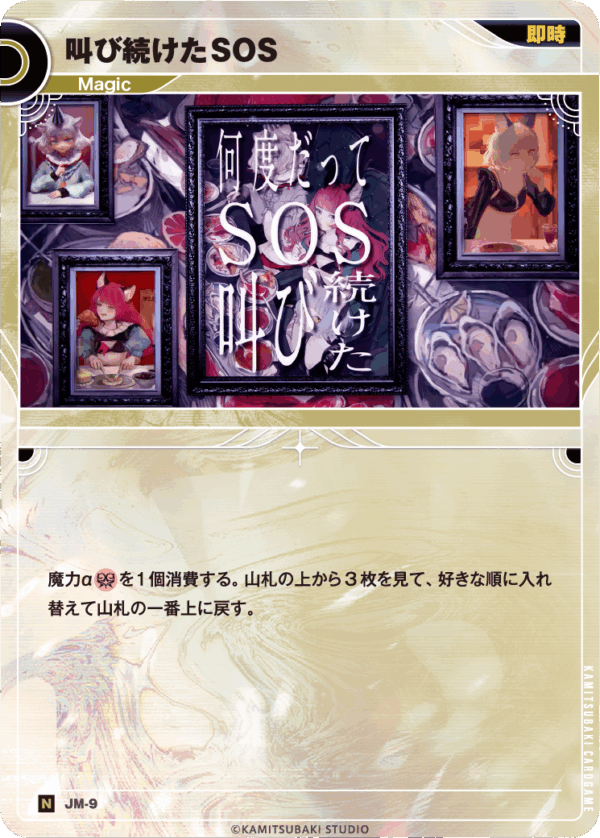 叫び続けたSOS
即時
Magic
何度だって
SOS
叫び
続けた
魔力α を1個消費する。山札の上から3枚を見て、好きな順に入れ
替えて山札の一番上に戻す。
KAMITSUBAKI CARDGAME
N JM-9
©KAMITSUBAKI STUDIO